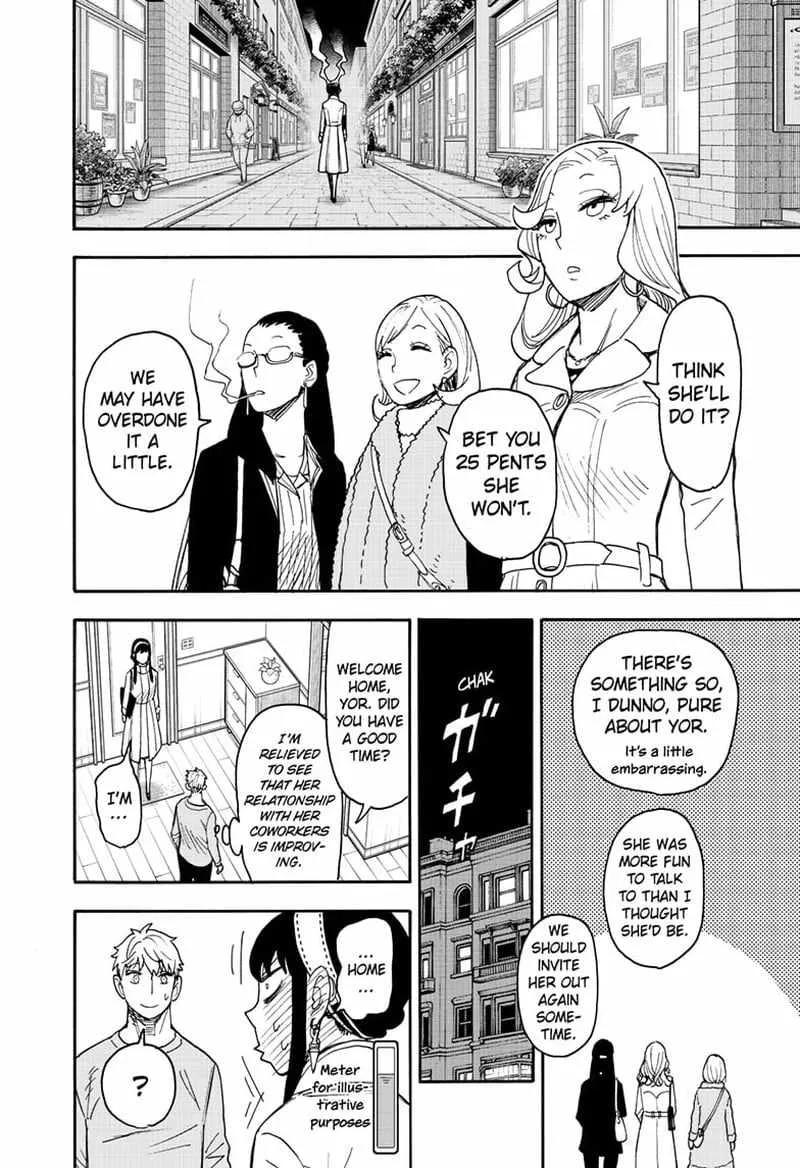 THINK
SHE'LL
DO IT?
BET YOU
25 PENTS
SHE
WON'T.
WE
MAY HAVE
OVERDONE
IT A
LITTLE.
THERE'S
SOMETHING SO,
I DUNNO, PURE
ABOUT YOR.
It's a little
embarrassing.
SHE WAS
MORE FUN
TO TALK
TO THAN I
THOUGHT
SHE'D BE.
WE
SHOULD
INVITE
HER OUT
AGAIN
SOME-
TIME.
CHAK
ガチャ
WELCOME
HOME,
YOR. DID
YOU HAVE
A GOOD
TIME?
I'M
RELIEVED
TO SEE
THAT HER
RELATIONSHIP
WITH HER
COWORKERS
IS IMPROV-
ING.
I'M
...
...
HOME
...
Meter
for illus-
trative
purposes
?